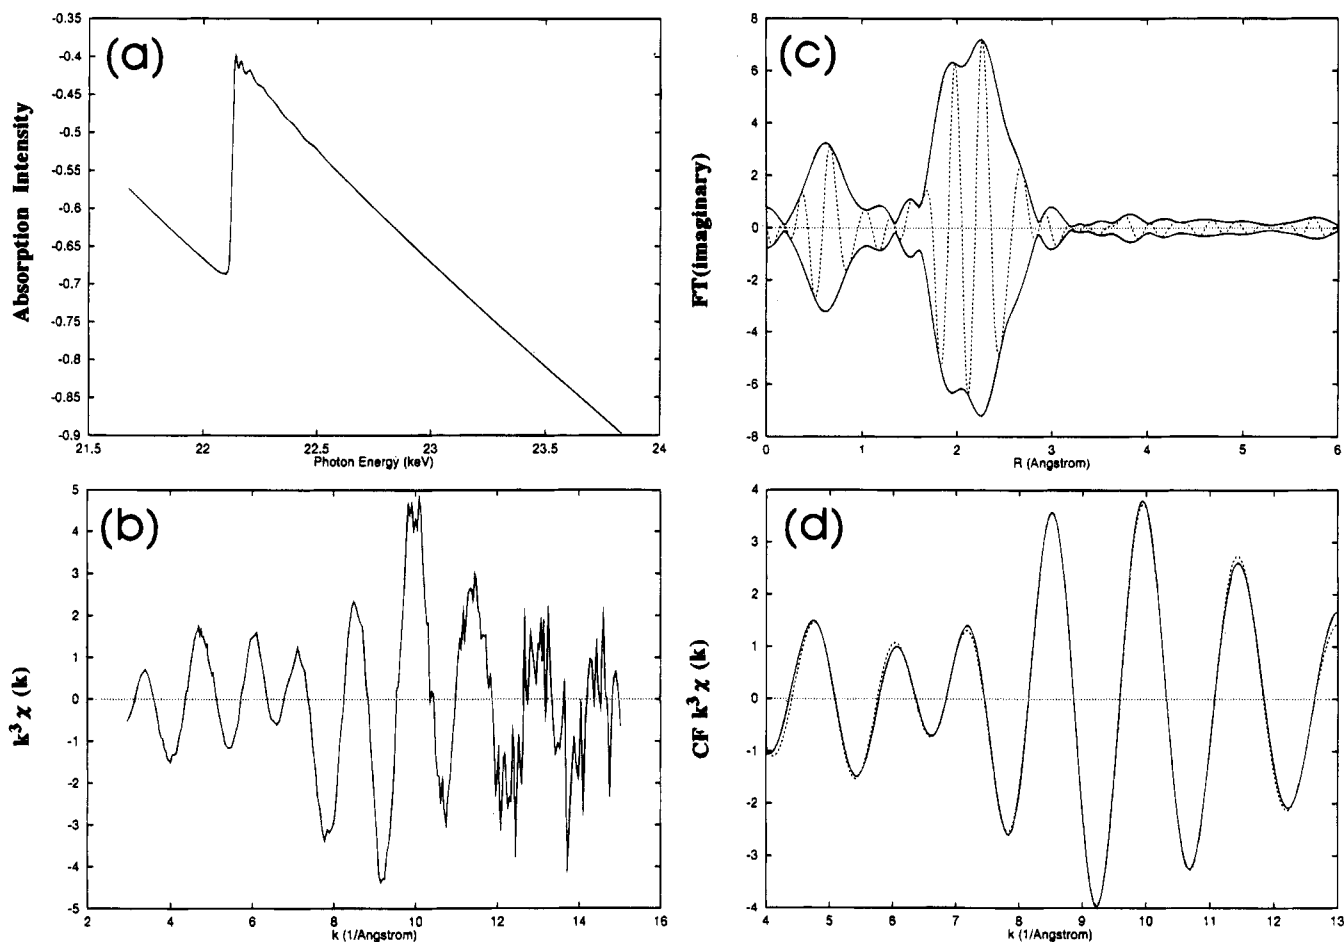 (a)
Absorption Intensity
-0.35
-0.4
-0.45
-0.5
-0.55
-0.6
-0.65
-0.7
-0.75
-0.8
-0.85
-0.9
21.5 22 22.5 23 23.5 24
Photon Energy (keV)
(c)
FT(imaginary)
8
6
4
2
0
-2
-4
-6
-8
0 1 2 3 4 5 6
R (Angstrom)
(b)
k³ χ (k)
5
4
3
2
1
0
-1
-2
-3
-4
-5
2 4 6 8 10 12 14 16
k (1/Angstrom)
(d)
CF k³ χ (k)
4
3
2
1
0
-1
-2
-3
-4
4 5 6 7 8 9 10 11 12 13
k (1/Angstrom)